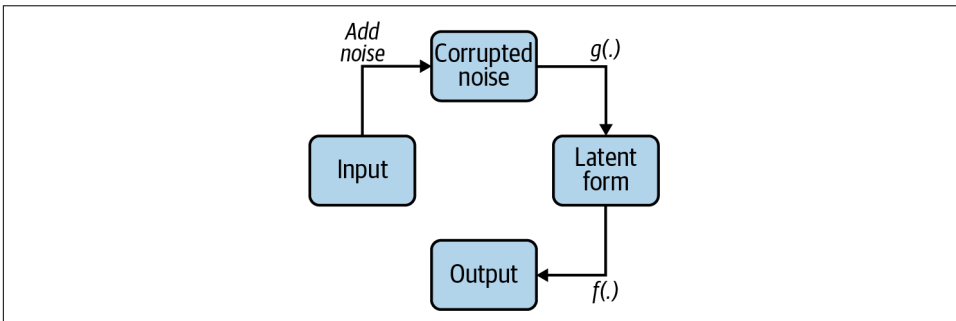 Add
noise
Corrupted
noise
g(.)
Input
Latent
form
Output
f(.)